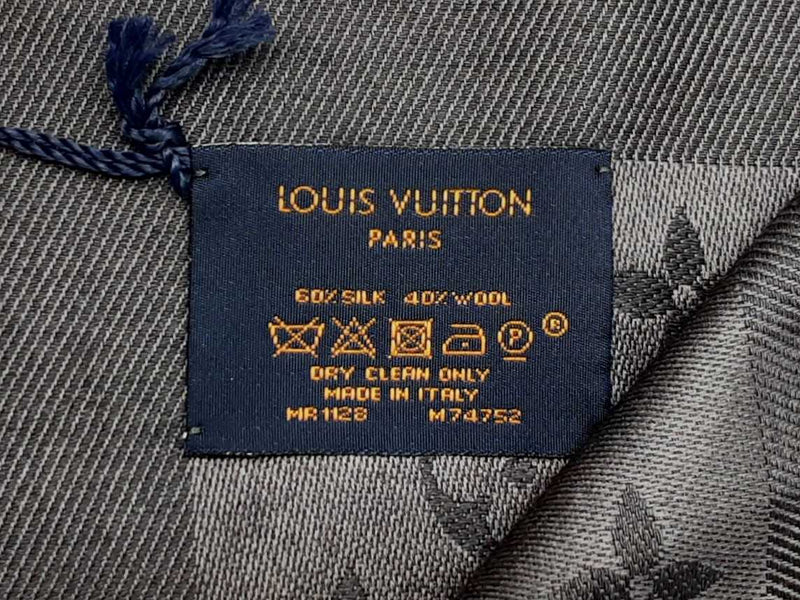 LOUIS VUITTON
PARIS
60% SILK 40% WOOL
P ®
DRY CLEAN ONLY
MADE IN ITALY
MR1128 M74752